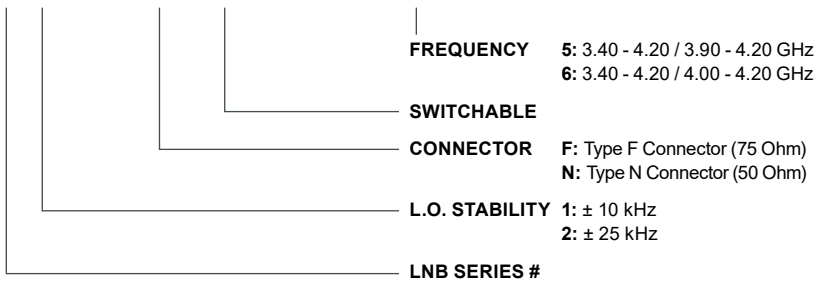 FREQUENCY 5: 3.40 - 4.20 / 3.90 - 4.20 GHz
6: 3.40 - 4.20 / 4.00 - 4.20 GHz
SWITCHABLE
CONNECTOR F: Type F Connector (75 Ohm)
N: Type N Connector (50 Ohm)
L.O. STABILITY 1: ± 10 kHz
2: ± 25 kHz
LNB SERIES #